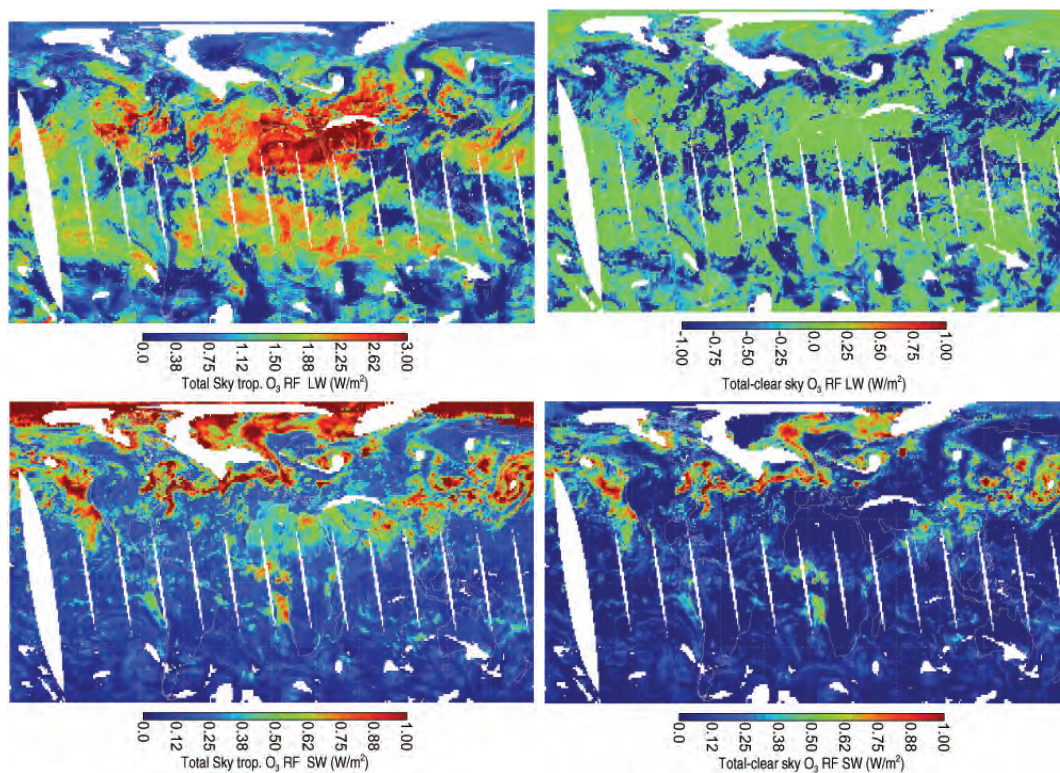 0.0 0.38 0.75 1.12 1.50 1.88 2.25 2.62 3.00
Total Sky trop. O₃ RF LW (W/m²)
-1.00 -0.75 -0.50 -0.25 0.00 0.25 0.50 0.75 1.00
Total-clear sky O₃ RF LW (W/m²)
0.0 0.12 0.25 0.38 0.50 0.62 0.75 0.88 1.00
Total Sky trop. O₃ RF SW (W/m²)
0.0 0.12 0.25 0.38 0.50 0.62 0.75 0.88 1.00
Total-clear sky O₃ RF SW (W/m²)